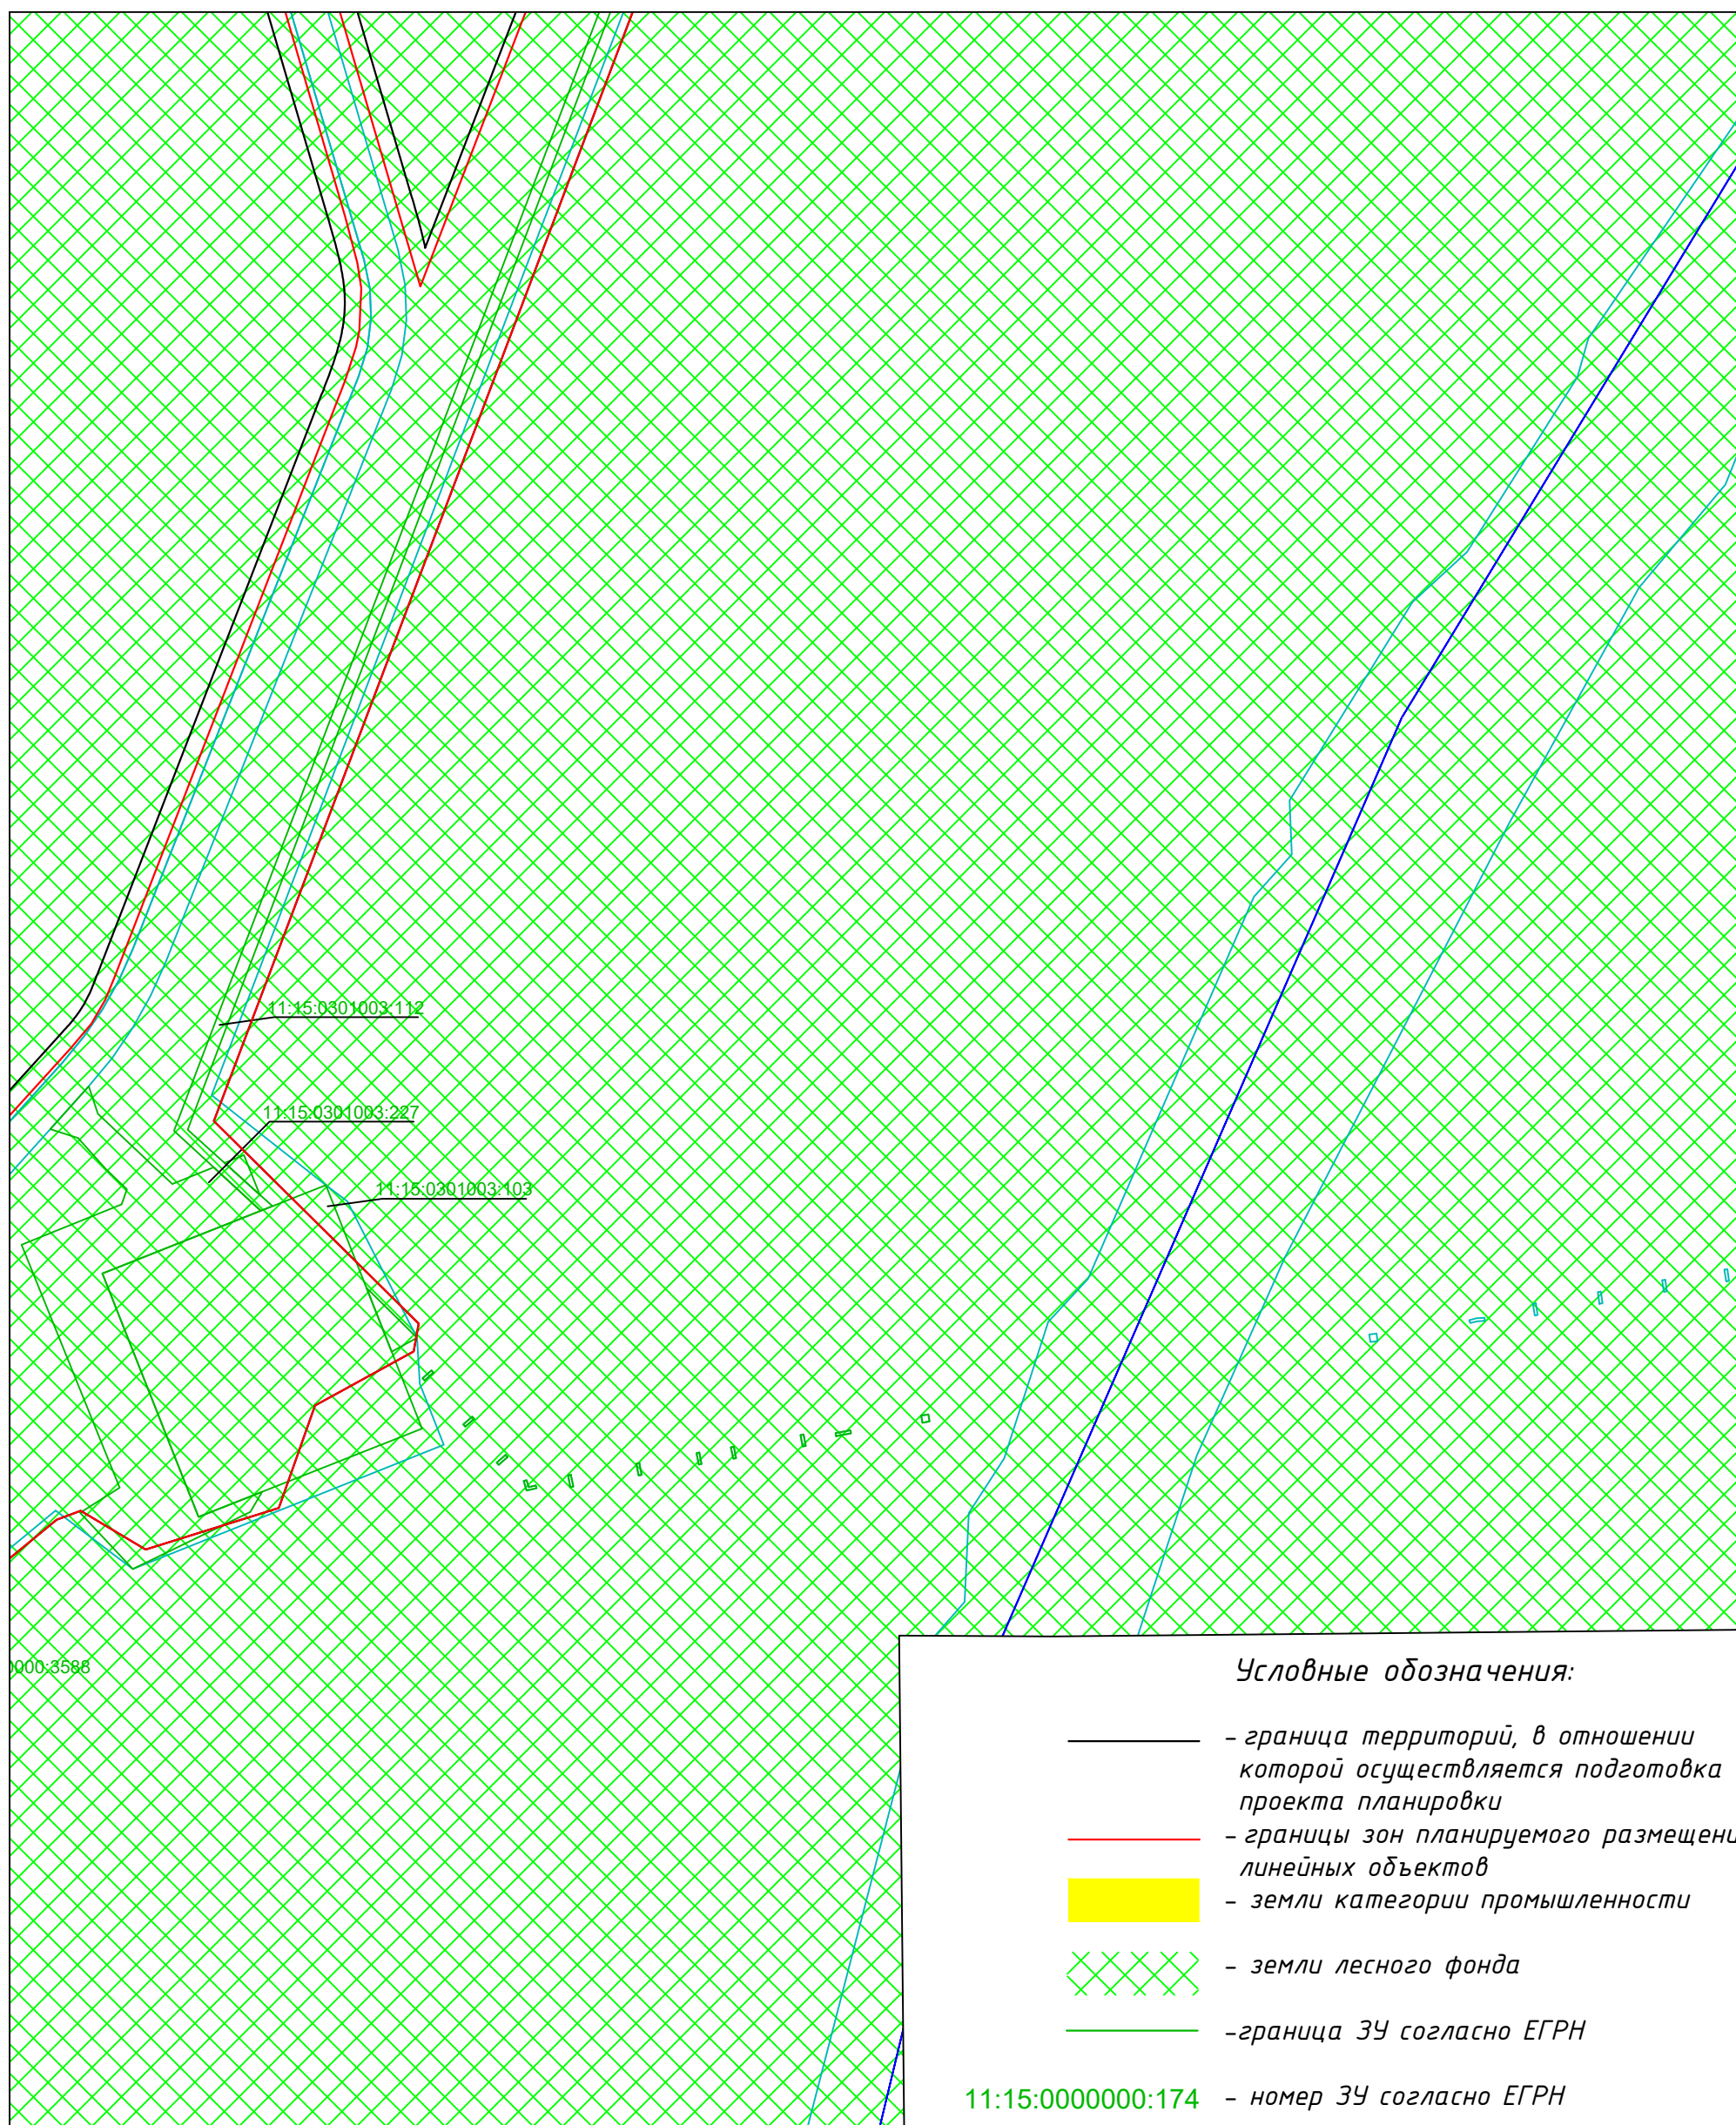 11:15:0301003:112
11:15:0301003:227
11:15:0301003:103
0000:3588
Условные обозначения:
- граница территорий, в отношении
которой осуществляется подготовка
проекта планировки
- границы зон планируемого размещени
линейных объектов
- земли категории промышленности
- земли лесного фонда
-граница ЗУ согласно ЕГРН
11:15:0000000:174 - номер ЗУ согласно ЕГРН